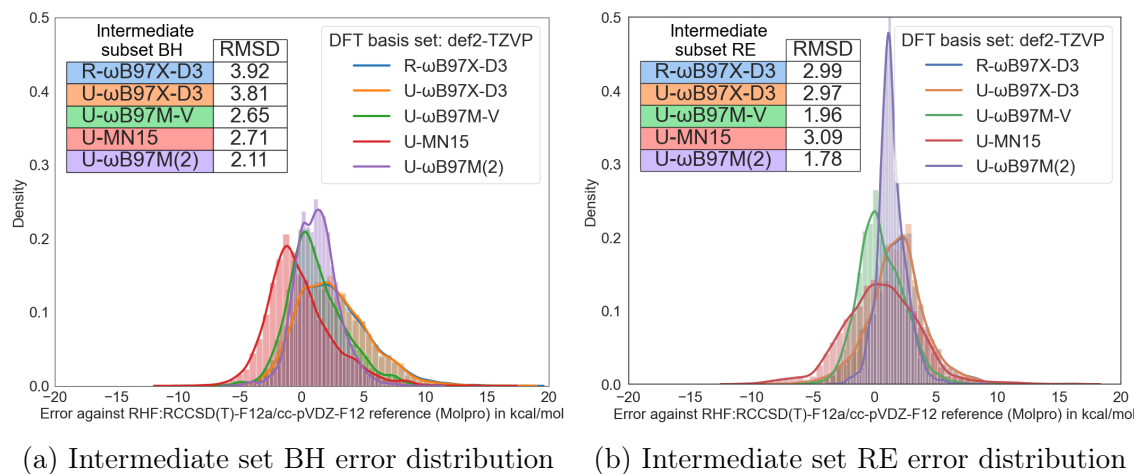 Intermediate
subset BH RMSD
R-ωB97X-D3 3.92
U-ωB97X-D3 3.81
U-ωB97M-V 2.65
U-MN15 2.71
U-ωB97M(2) 2.11
DFT basis set: def2-TZVP
R-ωB97X-D3
U-ωB97X-D3
U-ωB97M-V
U-MN15
U-ωB97M(2)
0.5
0.4
0.3
0.2
0.1
0.0
Density
−20 −15 −10 −5 0 5 10 15 20
Error against RHF:RCCSD(T)-F12a/cc-pVDZ-F12 reference (Molpro) in kcal/mol
(a) Intermediate set BH error distribution
Intermediate
subset RE RMSD
R-ωB97X-D3 2.99
U-ωB97X-D3 2.97
U-ωB97M-V 1.96
U-MN15 3.09
U-ωB97M(2) 1.78
DFT basis set: def2-TZVP
R-ωB97X-D3
U-ωB97X-D3
U-ωB97M-V
U-MN15
U-ωB97M(2)
0.5
0.4
0.3
0.2
0.1
0.0
Density
−20 −15 −10 −5 0 5 10 15 20
Error against RHF:RCCSD(T)-F12a/cc-pVDZ-F12 reference (Molpro) in kcal/mol
(b) Intermediate set RE error distribution